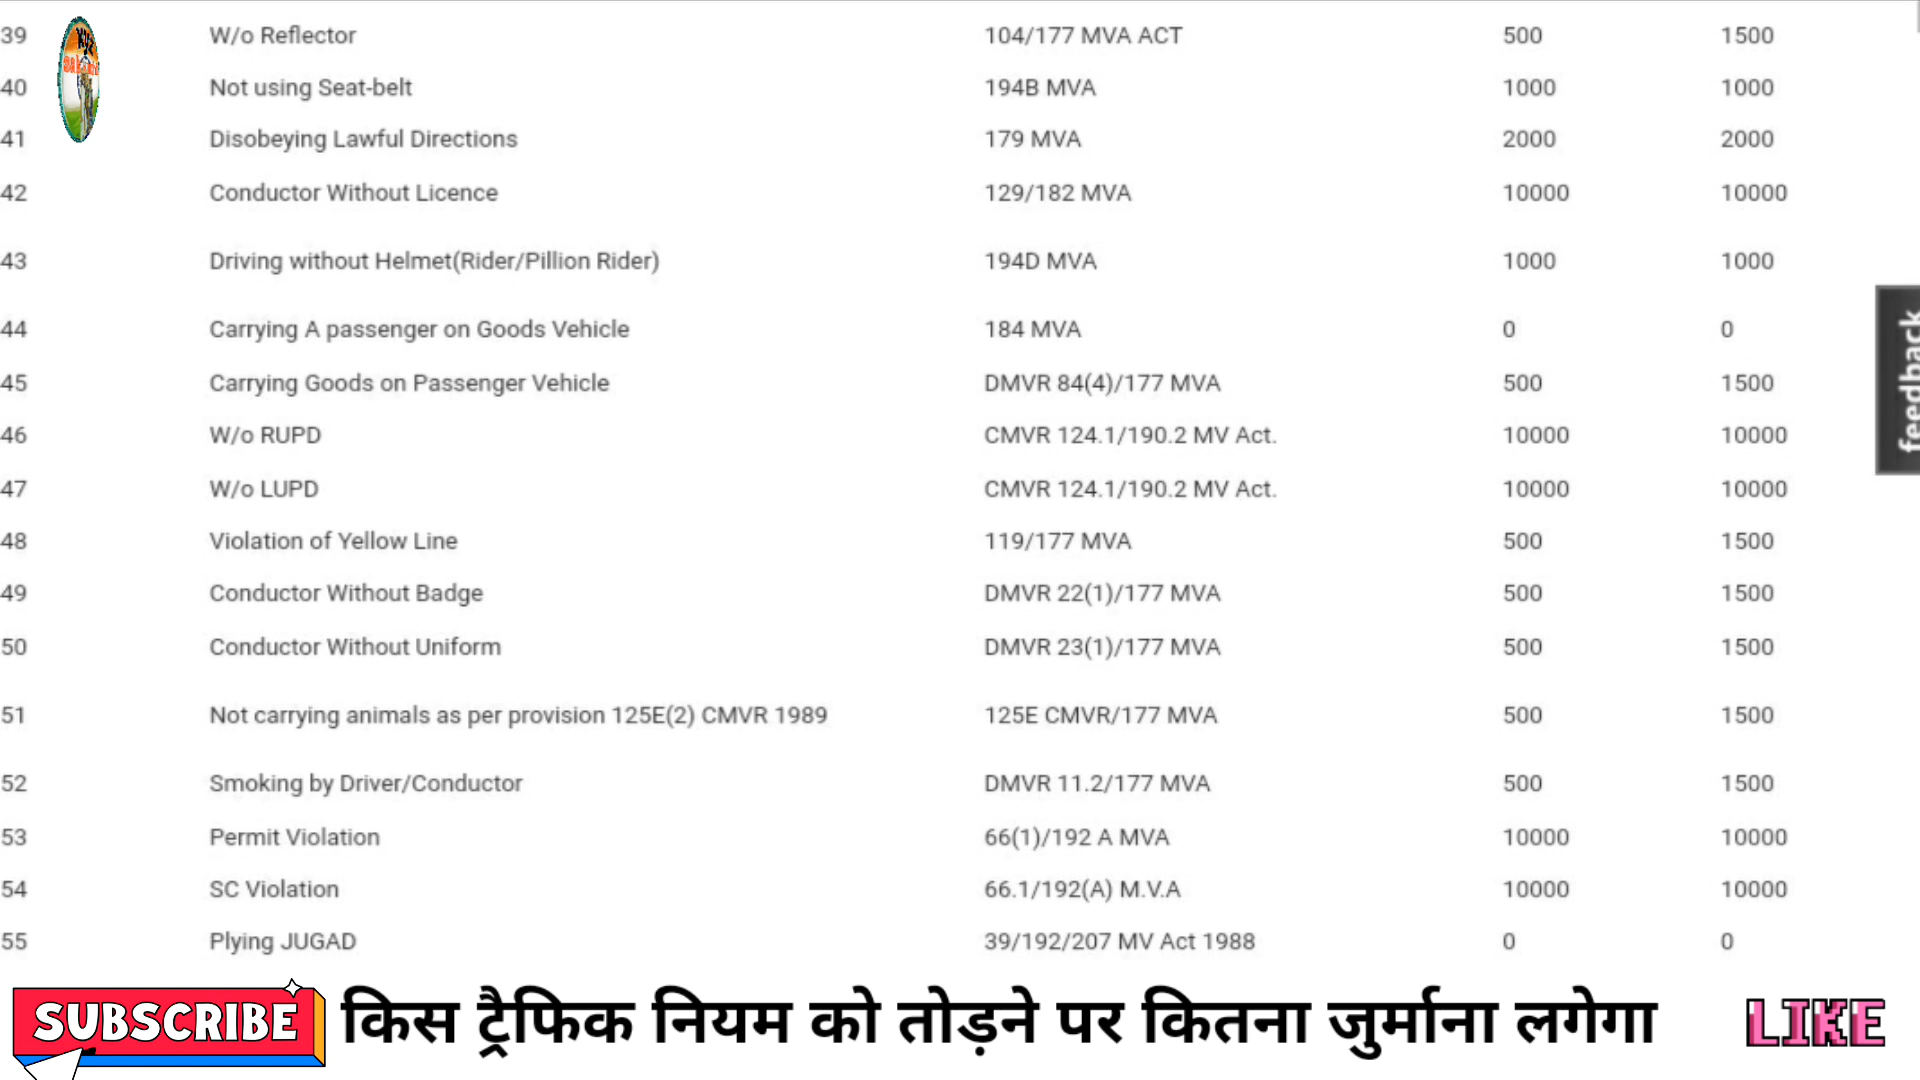 39 W/o Reflector 104/177 MVA ACT 500 1500
40 Not using Seat-belt 194B MVA 1000 1000
41 Disobeying Lawful Directions 179 MVA 2000 2000
42 Conductor Without Licence 129/182 MVA 10000 10000
43 Driving without Helmet(Rider/Pillion Rider) 194D MVA 1000 1000
44 Carrying A passenger on Goods Vehicle 184 MVA 0 0
45 Carrying Goods on Passenger Vehicle DMVR 84(4)/177 MVA 500 1500
46 W/o RUPD CMVR 124.1/190.2 MV Act. 10000 10000
47 W/o LUPD CMVR 124.1/190.2 MV Act. 10000 10000
48 Violation of Yellow Line 119/177 MVA 500 1500
49 Conductor Without Badge DMVR 22(1)/177 MVA 500 1500
50 Conductor Without Uniform DMVR 23(1)/177 MVA 500 1500
51 Not carrying animals as per provision 125E(2) CMVR 1989 125E CMVR/177 MVA 500 1500
52 Smoking by Driver/Conductor DMVR 11.2/177 MVA 500 1500
53 Permit Violation 66(1)/192 A MVA 10000 10000
54 SC Violation 66.1/192(A) M.V.A 10000 10000
55 Plying JUGAD 39/192/207 MV Act 1988 0 0
feedback
SUBSCRIBE किस ट्रैफिक नियम को तोड़ने पर कितना जुर्माना लगेगा LIKE